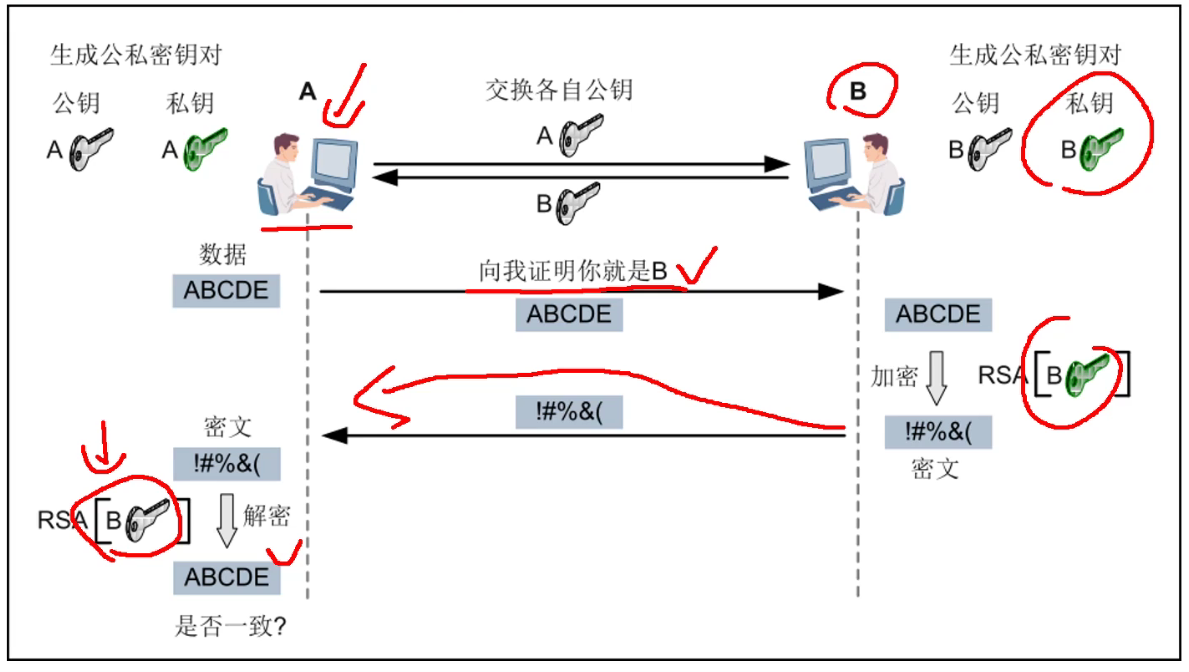 生成公私密钥对
公钥 私钥
A A
A
交换各自公钥
A
B
B
生成公私密钥对
公钥 私钥
B B
数据
ABCDE
向我证明你就是B
ABCDE
ABCDE
加密
RSA [B ]
!#%&(
密文
!#%&(
密文
!#%&(
RSA [B ]
解密
ABCDE
是否一致?